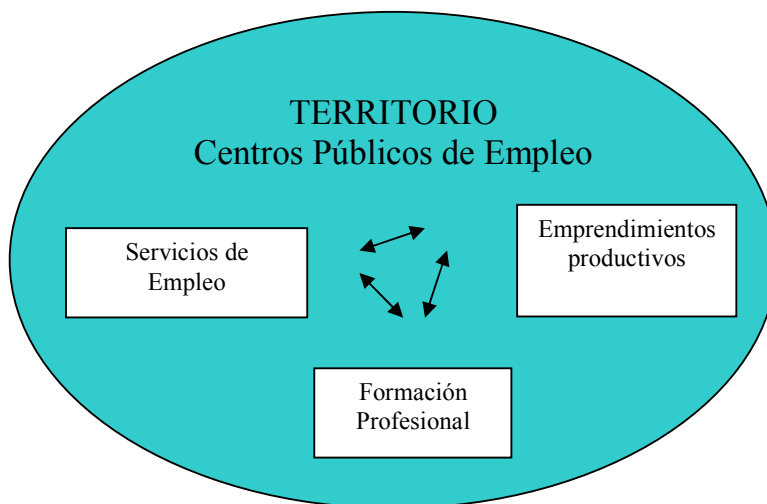 TERRITORIO
Centros Públicos de Empleo
Servicios de
Empleo
Emprendimientos
productivos
Formación
Profesional